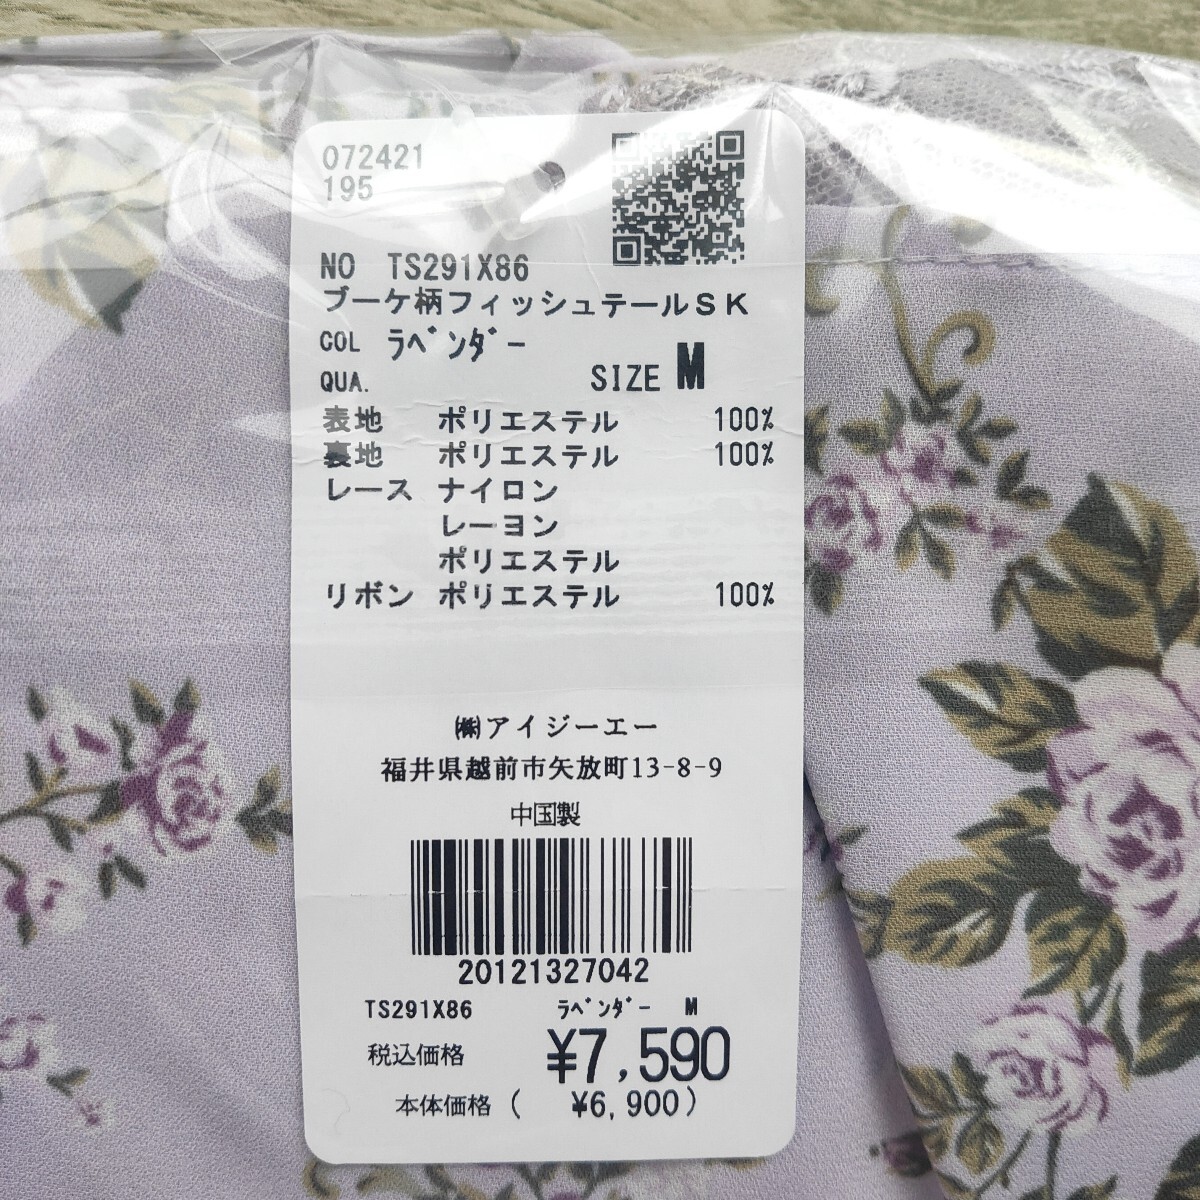 072421
195
NO TS291X86
ブーケ柄フィッシュテールSK
COL ﾗﾍﾞﾝﾀﾞｰ
QUA. SIZE M
表地 ポリエステル 100%
裏地 ポリエステル 100%
レース ナイロン
レーヨン
ポリエステル
リボン ポリエステル 100%
㈱アイジーエー
福井県越前市矢放町13-8-9
中国製
20121327042
TS291X86 ﾗﾍﾞﾝﾀﾞｰ M
税込価格 ¥7,590
本体価格( ¥6,900)